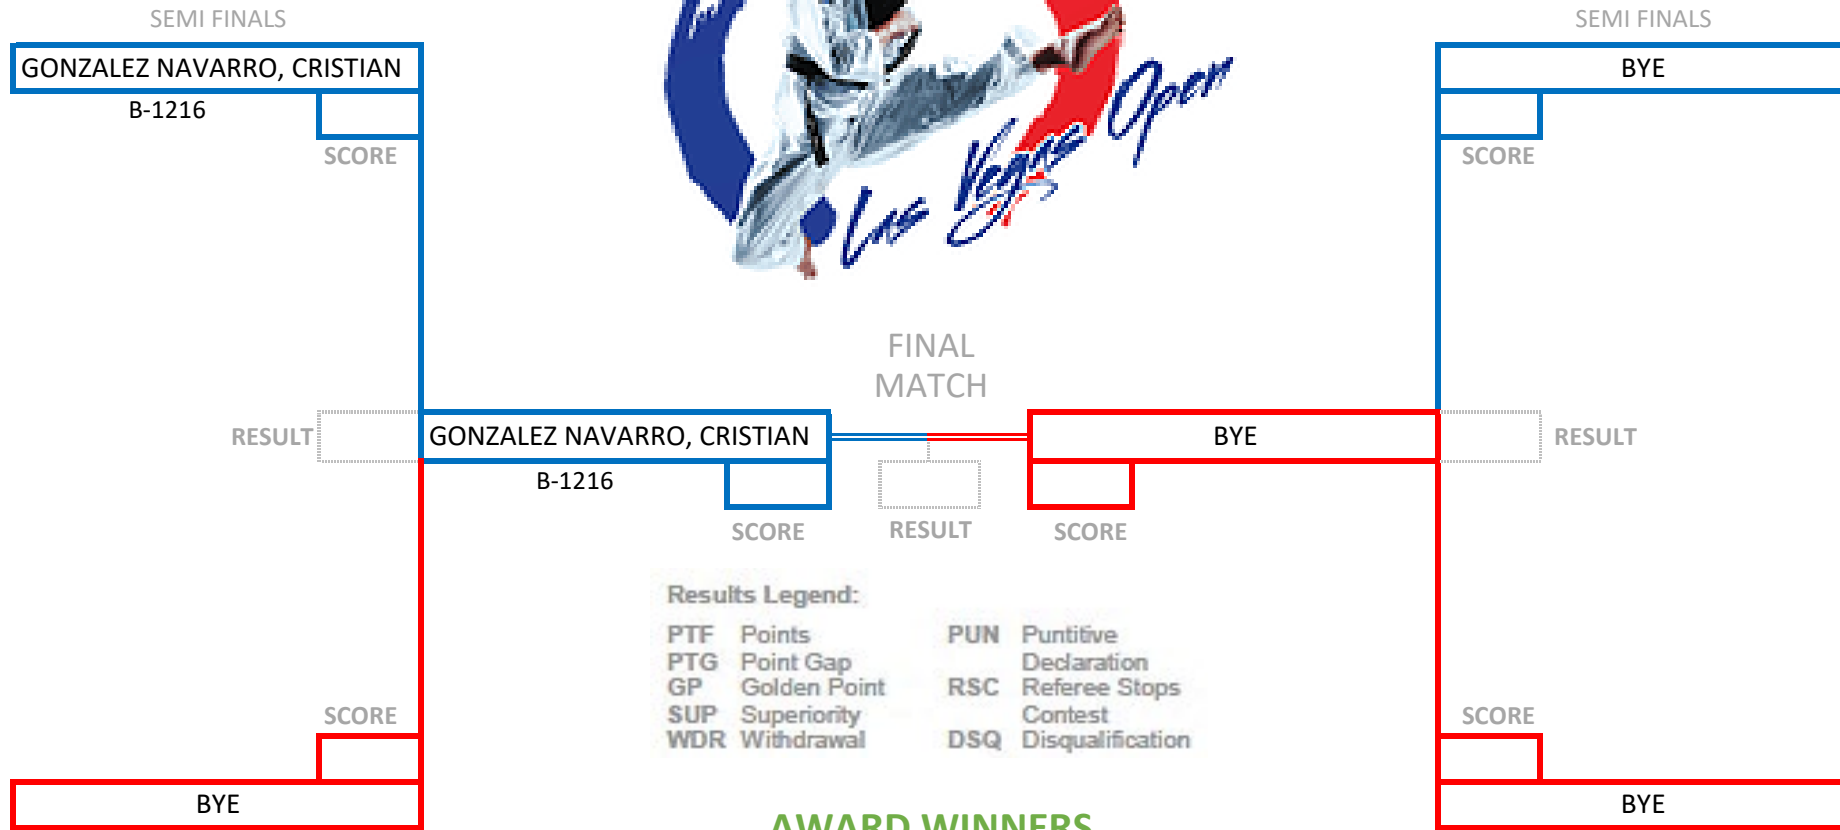 SEMI FINALS
SEMI FINALS
GONZALEZ NAVARRO, CRISTIAN
BYE
B-1216
SCORE
SCORE
Las Vegas Open
FINAL
MATCH
RESULT
GONZALEZ NAVARRO, CRISTIAN
BYE
RESULT
B-1216
SCORE
RESULT
SCORE
Results Legend:
PTF Points
PUN Puntitive
PTG Point Gap
Declaration
GP Golden Point
RSC Referee Stops
SUP Superiority
Contest
WDR Withdrawal
DSQ Disqualification
SCORE
SCORE
BYE
BYE
AWARD WINNERS